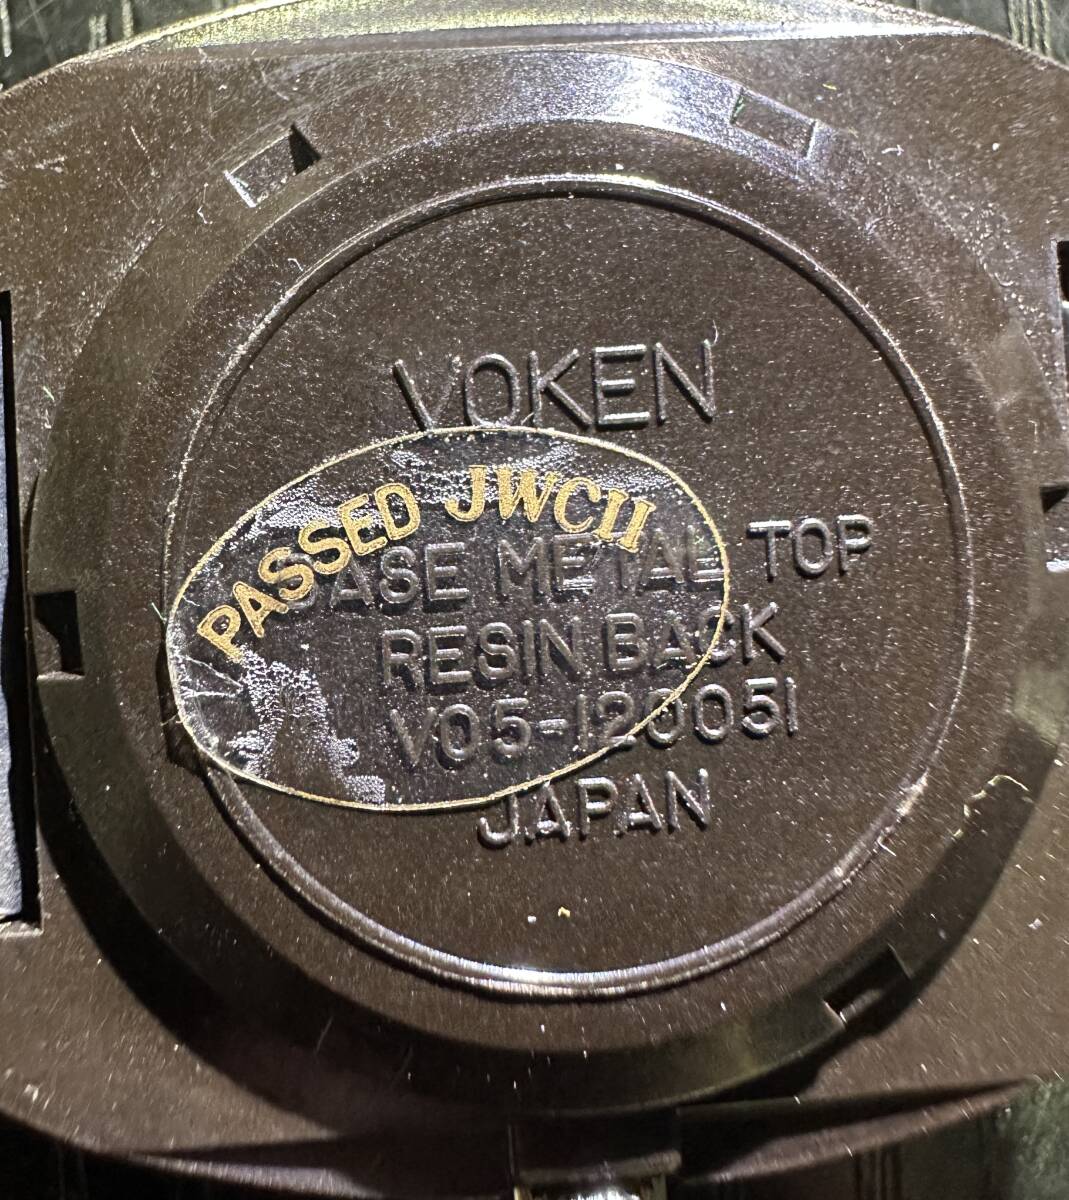 VOKEN
PASSED JWCII
BASE METAL TOP
RESIN BACK
V05-120051
JAPAN